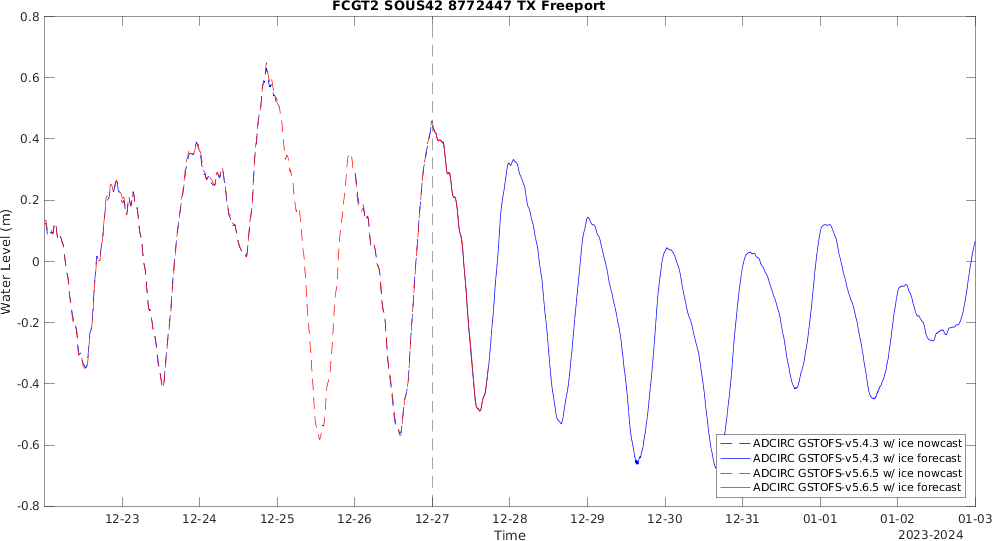 FCGT2 SOUS42 8772447 TX Freeport
0.8
0.6
0.4
0.2
0
-0.2
-0.4
-0.6
-0.8
Water Level (m)
ADCIRC GSTOFS-v5.4.3 w/ ice nowcast
ADCIRC GSTOFS-v5.4.3 w/ ice forecast
ADCIRC GSTOFS-v5.6.5 w/ ice nowcast
ADCIRC GSTOFS-v5.6.5 w/ ice forecast
12-23 12-24 12-25 12-26 12-27 12-28 12-29 12-30 12-31 01-01 01-02 01-03
Time
2023-2024